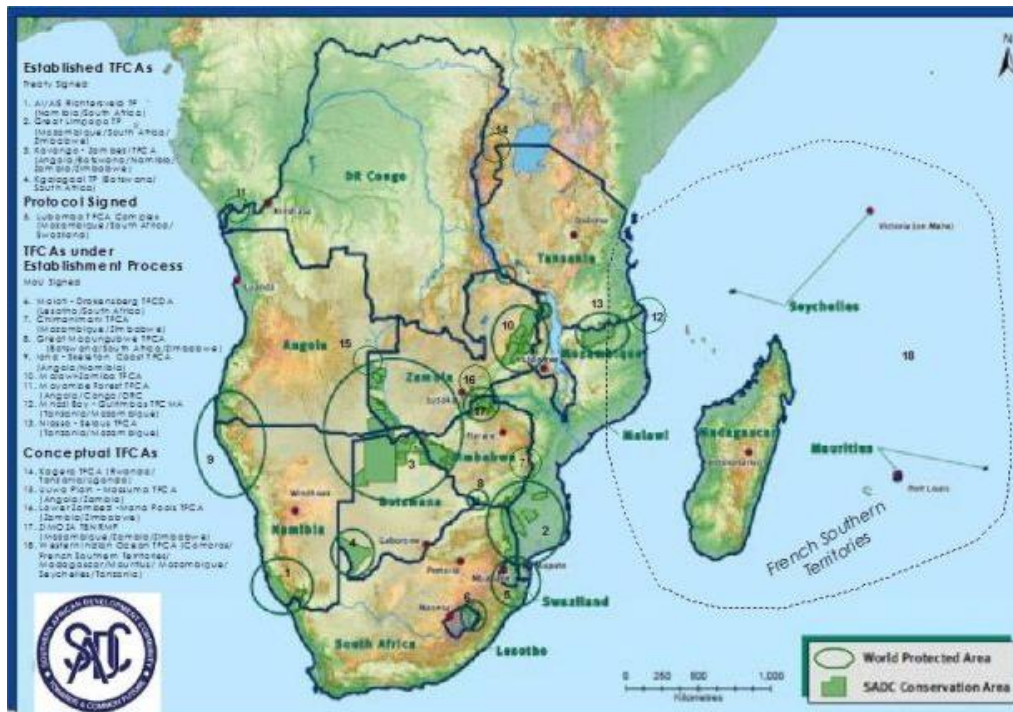 Established TFCAs
Treaty Signed
1. Ai/Ais Richtersveld TP
(Namibia/South Africa)
2. Great Limpopo TP
(Mozambique/South Africa/
Zimbabwe)
3. Kavango - Zambezi TFCA
(Angola/Botswana/Namibia/
Zambia/Zimbabwe)
4. Kgalagadi TP (Botswana/
South Africa)
Protocol Signed
5. Lubombo TFCA Complex
(Mozambique/South Africa/
Swaziland)
TFCAs under
Establishment Process
MoU Signed
6. Maloti - Drakensberg TFCDA
(Lesotho/South Africa)
7. Chimanimani TFCA
(Mozambique/Zimbabwe)
8. Great Mapungubwe TFCA
(Botswana/South Africa/Zimbabwe)
9. Iona - Skeleton Coast TFCA
(Angola/Namibia)
10. Malawi-Zambia TFCA
11. Mayombe Forest TFCA
(Angola/Congo/DRC)
12. Mnazi Bay - Quirimbas TFCMA
(Tanzania/Mozambique)
13. Niassa - Selous TFCA
(Tanzania/Mozambique)
Conceptual TFCAs
14. Kagera TFCA (Rwanda/
Tanzania/Uganda)
15. Liuwa Plain - Mussuma TFCA
(Angola/Zambia)
16. Lower Zambezi - Mana Pools TFCA
(Zambia/Zimbabwe)
17. ZIMOZA TBNRMP
(Mozambique/Zambia/Zimbabwe)
18. Western Indian Ocean TFCA (Comoros/
French Southern Territories/
Madagascar/Mauritius/Mozambique/
Seychelles/Tanzania)
SOUTHERN AFRICAN DEVELOPMENT COMMUNITY
SADC
TOWARDS A COMMON FUTURE
N
14
DR Congo
11
Kinshasa
Dodoma
Tanzania
Victoria (on Mahe)
Luanda
Seychelles
13
12
10
Mozambique
18
Angola
15
Lilongwe
Zambia
16
Lusaka
17
Harare
Malawi
Madagascar
Antananarivo
Mauritius
Port Louis
9
3
Zimbabwe
7
8
Windhoek
Botswana
Namibia
2
4
Gaborone
Pretoria
Mbabane
Maputo
French Southern
Territories
1
5
Swaziland
6
Maseru
South Africa
Lesotho
World Protected Area
SADC Conservation Area
0 250 500 1,000
Kilometres